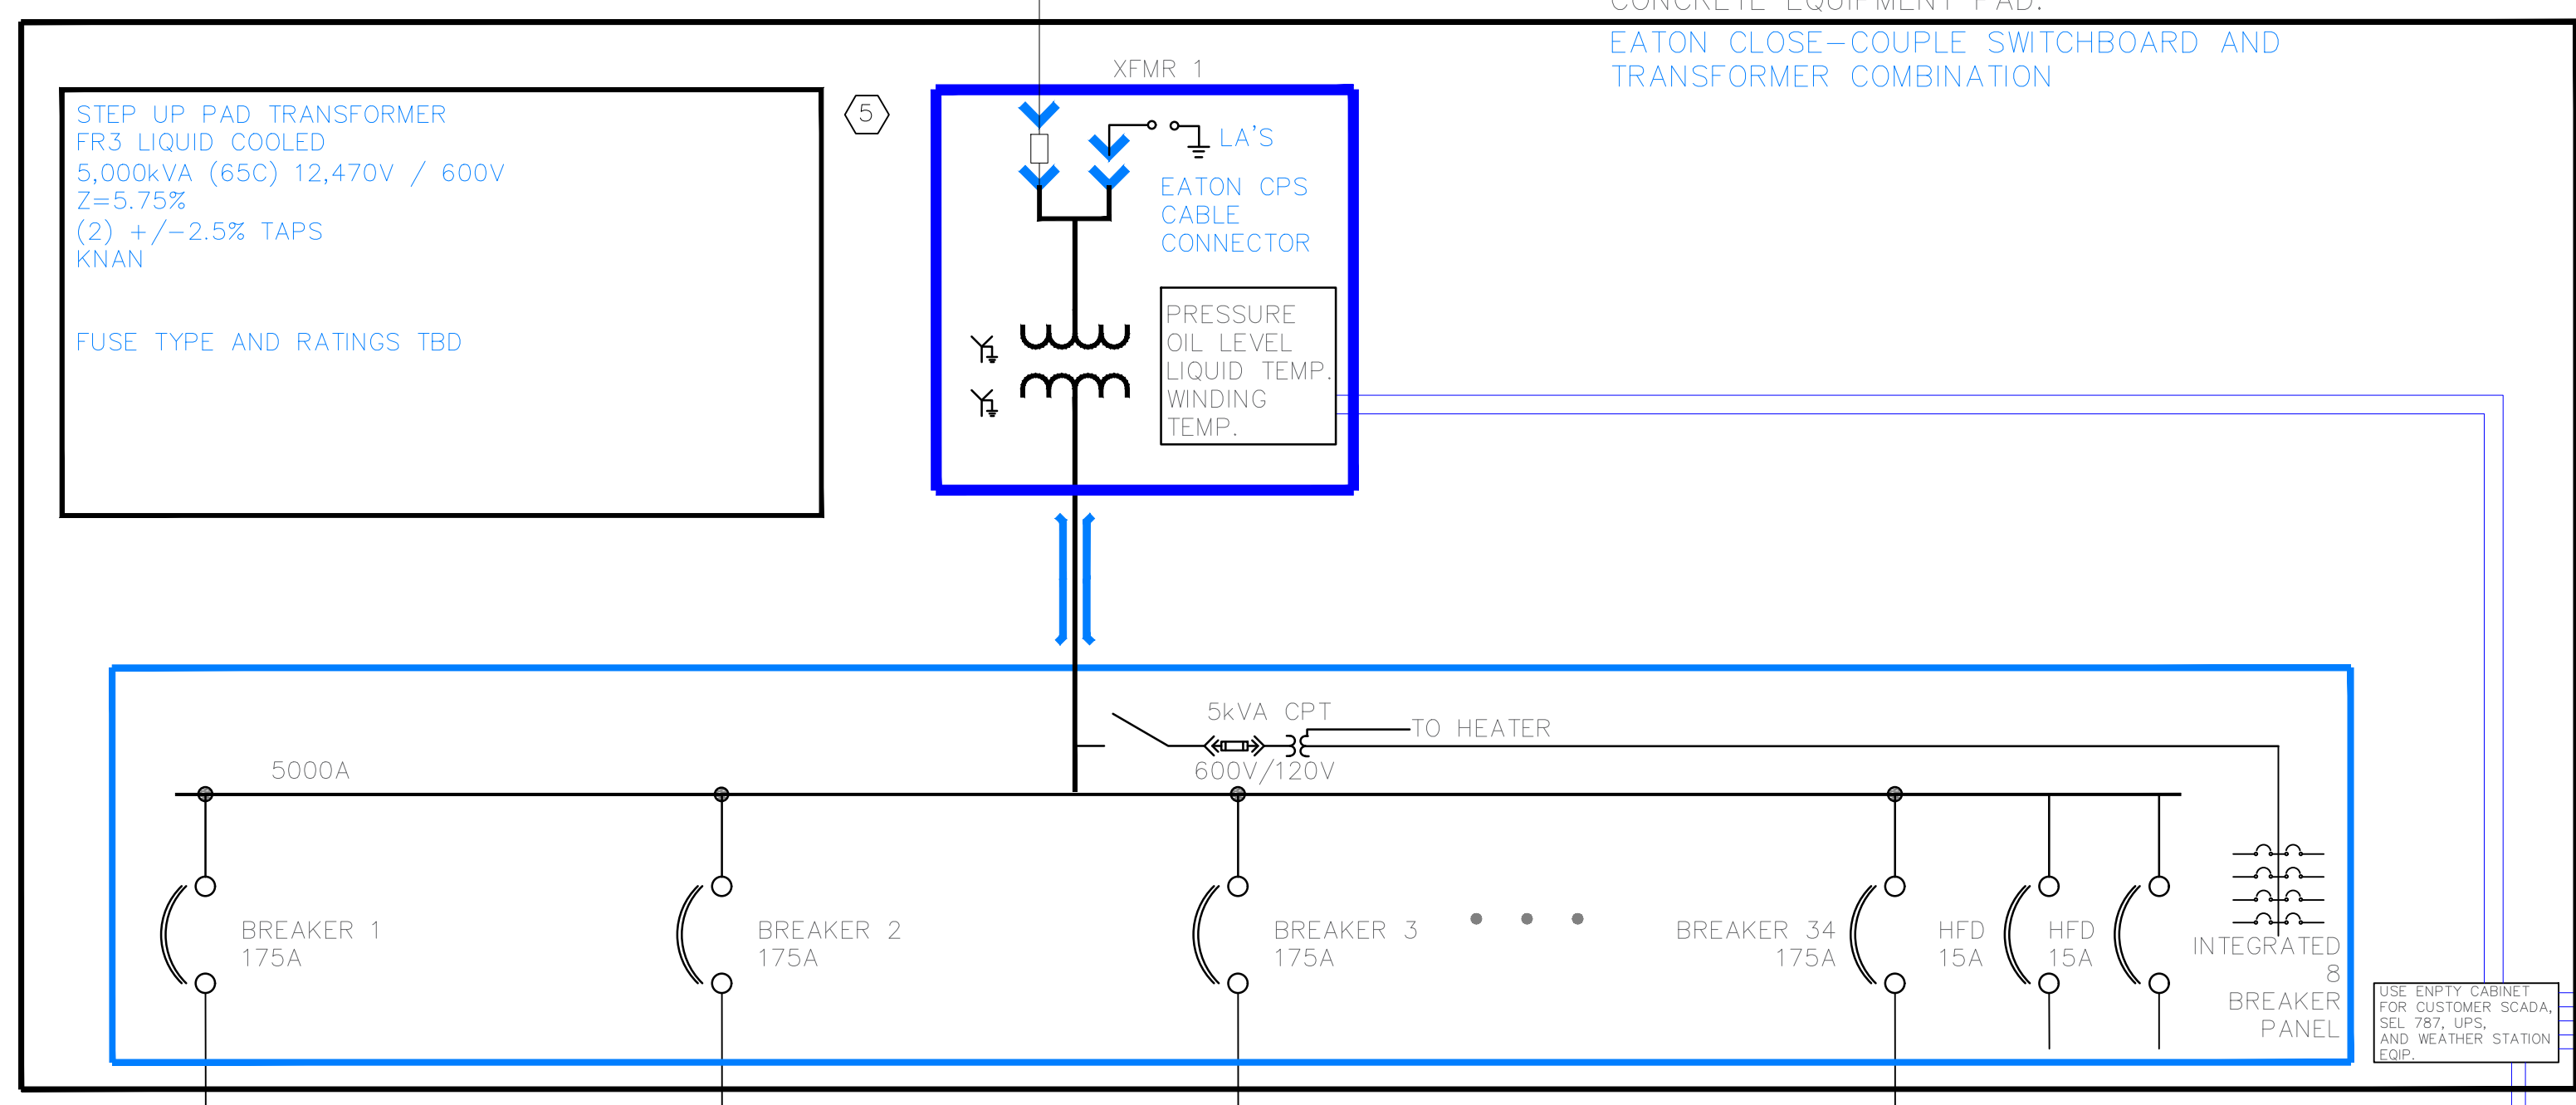 CONCRETE EQUIPMENT PAD.
EATON CLOSE-COUPLE SWITCHBOARD AND
TRANSFORMER COMBINATION
XFMR 1
STEP UP PAD TRANSFORMER
FR3 LIQUID COOLED
5,000kVA (65C) 12,470V / 600V
Z=5.75%
(2) +/-2.5% TAPS
KNAN
FUSE TYPE AND RATINGS TBD
5
LA'S
EATON CPS
CABLE
CONNECTOR
PRESSURE
OIL LEVEL
LIQUID TEMP.
WINDING
TEMP.
5kVA CPT
TO HEATER
600V/120V
5000A
BREAKER 1
175A
BREAKER 2
175A
BREAKER 3
175A
BREAKER 34
175A
HFD
15A
HFD
15A
INTEGRATED
8
BREAKER
PANEL
USE ENPTY CABINET
FOR CUSTOMER SCADA,
SEL 787, UPS,
AND WEATHER STATION
EQIP.